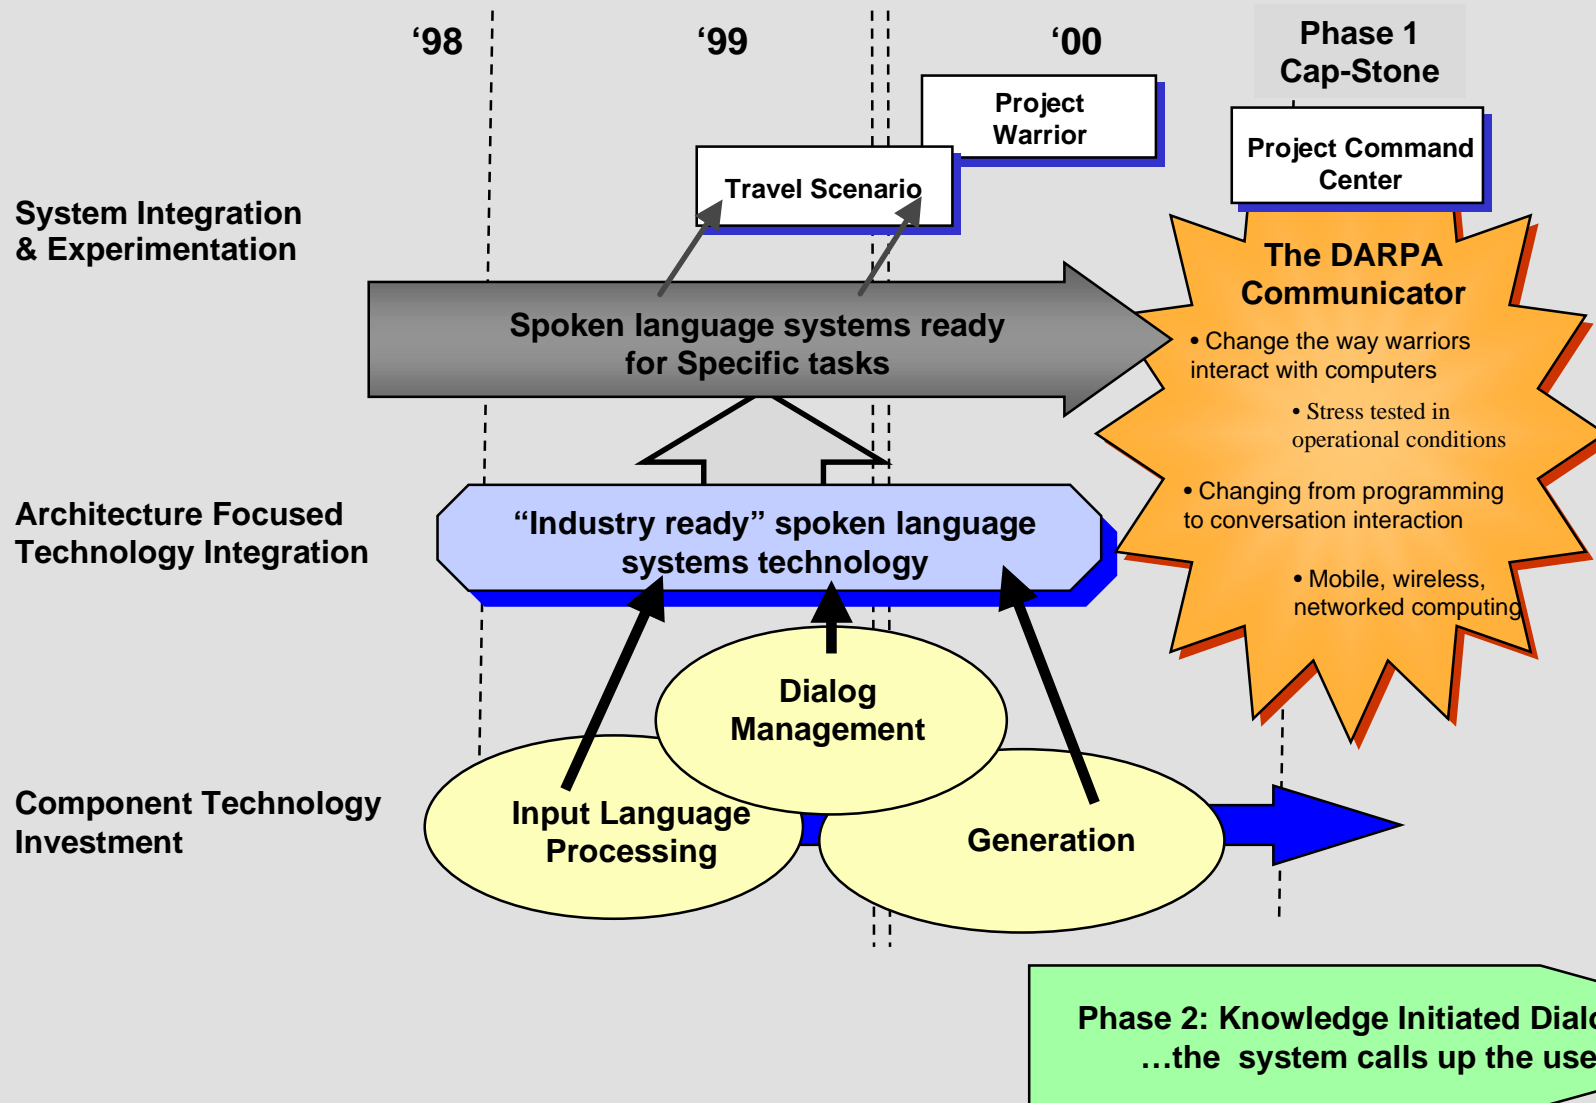 ‘98
‘99
‘00
Phase 1
Cap-Stone
Project
Warrior
Travel Scenario
Project Command
Center
System Integration
& Experimentation
Spoken language systems ready
for Specific tasks
The DARPA
Communicator
• Change the way warriors
interact with computers
• Stress tested in
operational conditions
• Changing from programming
to conversation interaction
• Mobile, wireless,
networked computing
Architecture Focused
Technology Integration
“Industry ready” spoken language
systems technology
Dialog
Management
Component Technology
Investment
Input Language
Processing
Generation
Phase 2: Knowledge Initiated
…the system calls up the